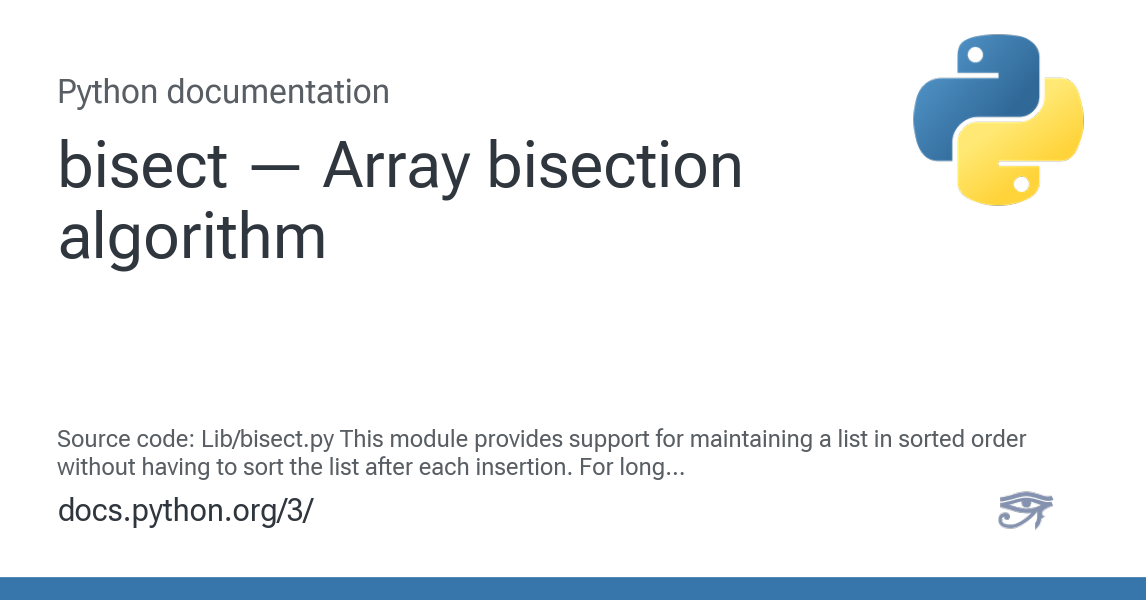 Python documentation
bisect — Array bisection
algorithm
Source code: Lib/bisect.py This module provides support for maintaining a list in sorted order
without having to sort the list after each insertion. For long...
docs.python.org/3/